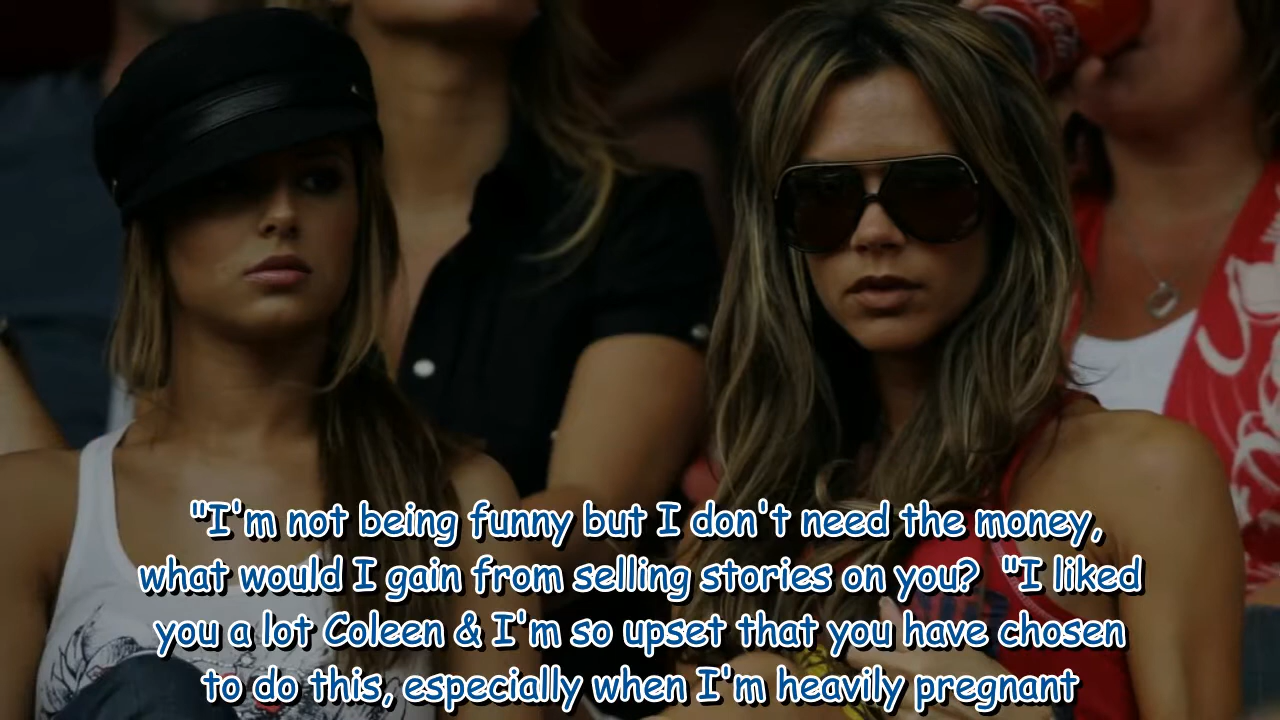 "I'm not being funny but I don't need the money,
what would I gain from selling stories on you?  "I liked
you a lot Coleen & I'm so upset that you have chosen
to do this, especially when I'm heavily pregnant